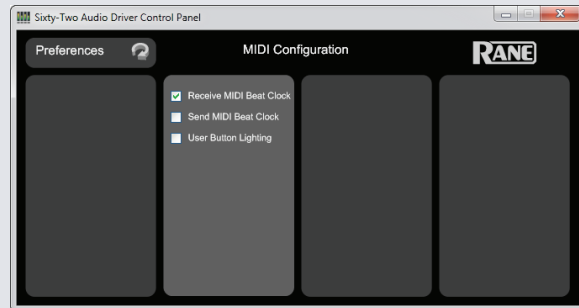 Sixty-Two Audio Driver Control Panel
Preferences
MIDI Configuration
RANE
Receive MIDI Beat Clock
Send MIDI Beat Clock
User Button Lighting